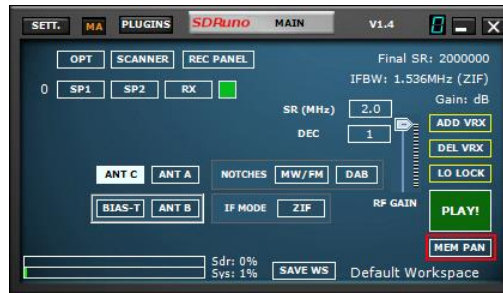 SETT. MA PLUGINS SDRuno MAIN V1.4 0 X
OPT SCANNER REC PANEL Final SR: 2000000
IFBW: 1.536MHz (ZIF)
0 SP1 SP2 RX Gain: dB
SR (MHz) 2.0 ADD VRX
DEC 1
DEL VRX
ANT C ANT A NOTCHES MW/FM DAB LO LOCK
BIAS-T ANT B IF MODE ZIF RF GAIN PLAY!
MEM PAN
Sdr: 0%
Sys: 1% SAVE WS Default Workspace